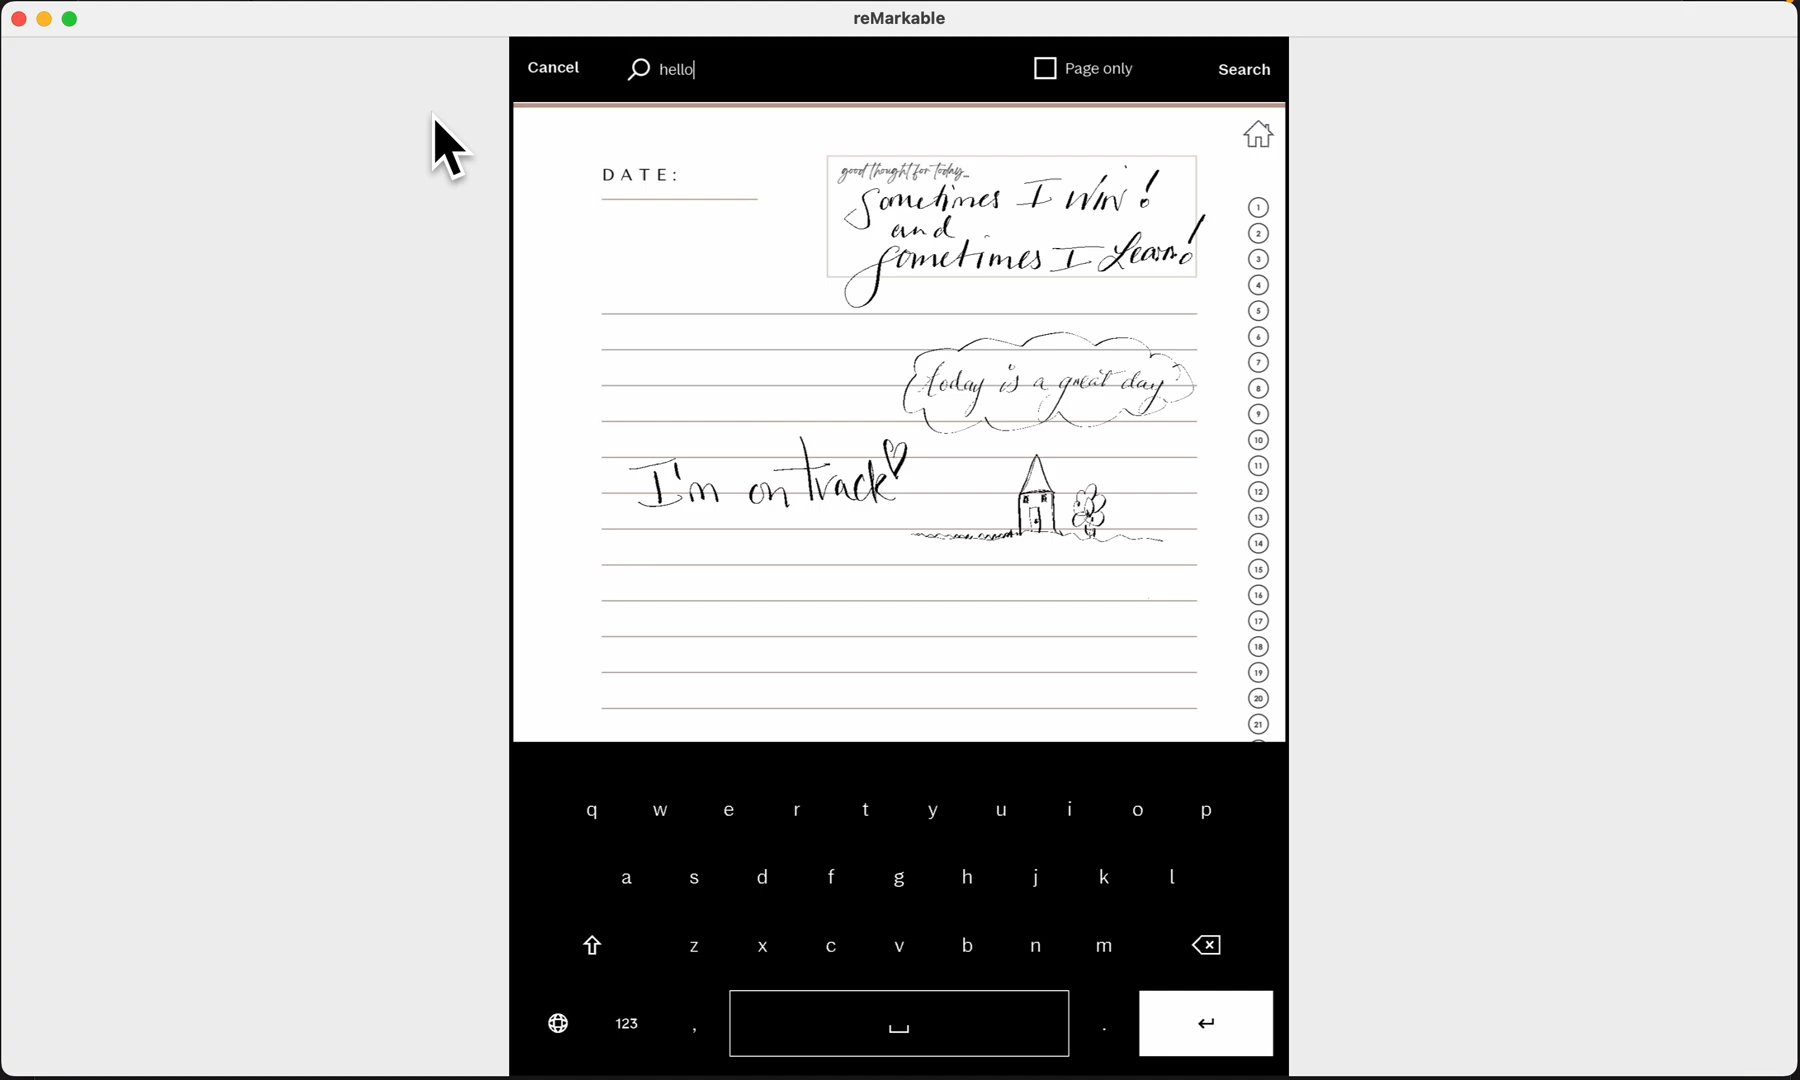 reMarkable
Cancel hello Page only Search
DATE:
good thought for today...
Sometimes I Win!
and
Sometimes I Learn!
today is a great day
I'm on track
1
2
3
4
5
6
7
8
9
10
11
12
13
14
15
16
17
18
19
20
21
q w e r t y u i o p
a s d f g h j k l
z x c v b n m
123 , .